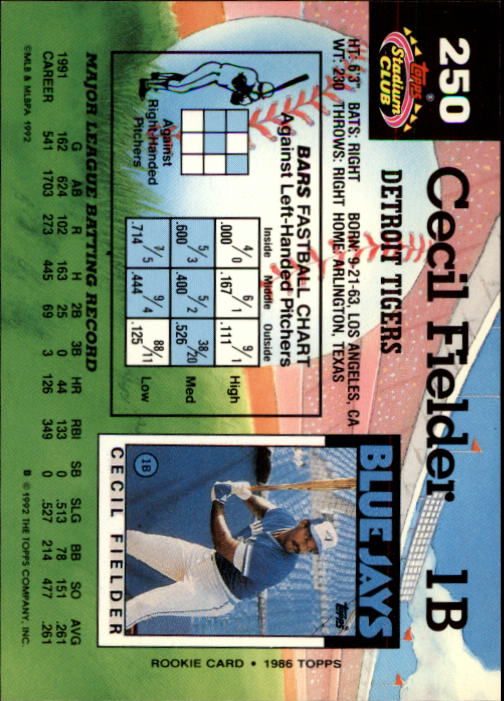 250
Topps®
Stadium
CLUB
Cecil Fielder 1B
DETROIT TIGERS
HT: 6'3" BATS: RIGHT BORN: 9-21-63, LOS ANGELES, CA
WT: 230 THROWS: RIGHT HOME: ARLINGTON, TEXAS
BARS FASTBALL CHART
Against Left-Handed Pitchers
Inside Middle Outside
4/0 .000 6/1 .167 9/1 .111 High
5/3 .600 5/2 .400 38/20 .526 Med
7/5 .714 9/4 .444 88/11 .125 Low
Against
Right-Handed
Pitchers
BLUE JAYS
Topps
1B
CECIL FIELDER
ROOKIE CARD • 1986 TOPPS
MAJOR LEAGUE BATTING RECORD
G AB R H 2B 3B HR RBI SB SLG BB SO AVG
1991 162 624 102 163 25 0 44 133 0 .513 78 151 .261
CAREER 541 1703 273 445 69 3 126 349 0 .527 214 477 .261
©MLB & MLBPA 1992
B © 1992 THE TOPPS COMPANY, INC.